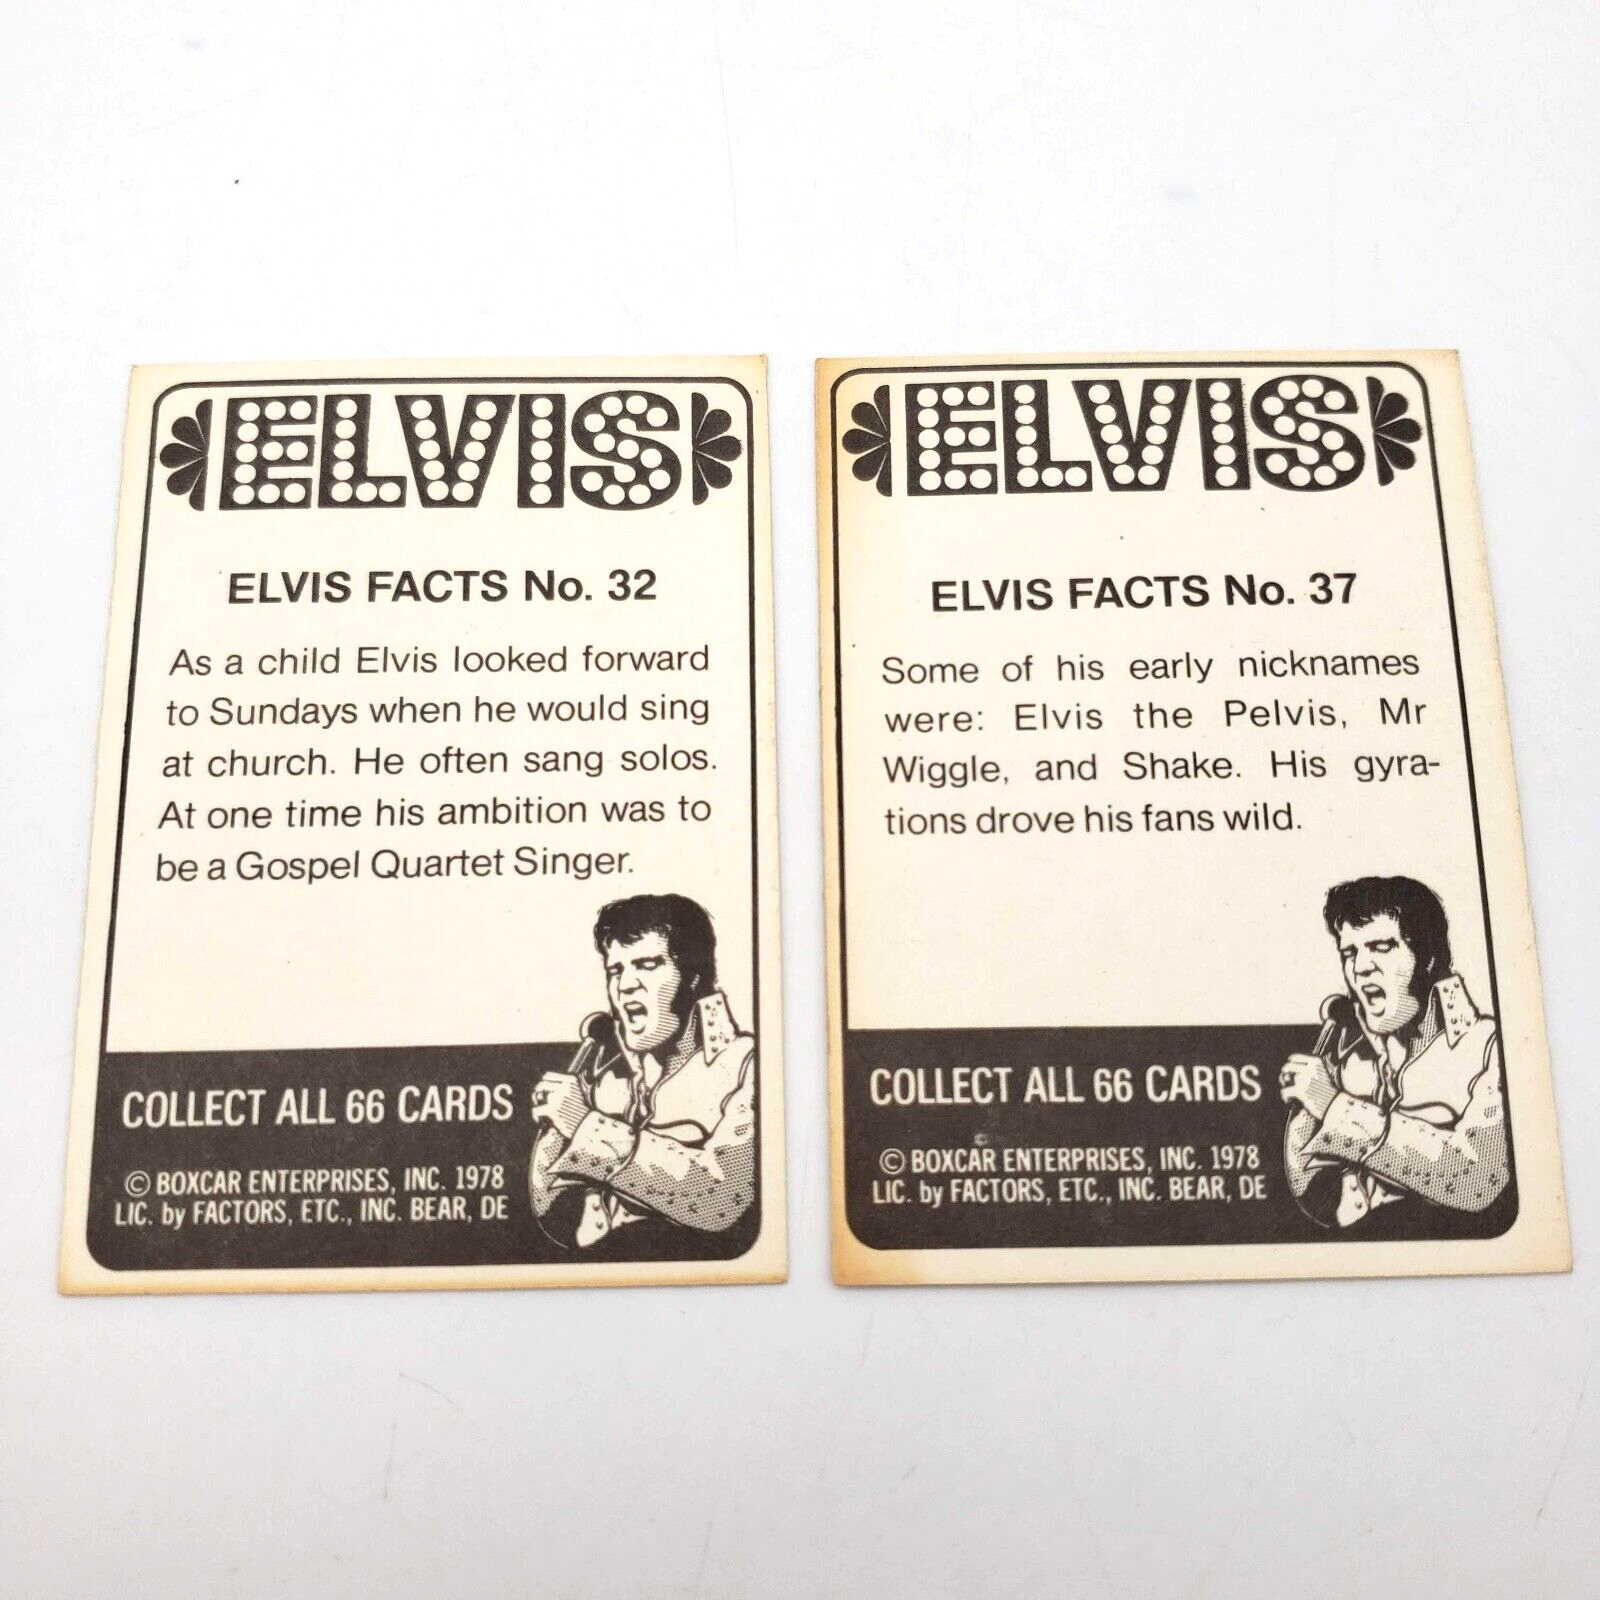 ELVIS
ELVIS FACTS No. 32
As a child Elvis looked forward
to Sundays when he would sing
at church. He often sang solos.
At one time his ambition was to
be a Gospel Quartet Singer.
COLLECT ALL 66 CARDS
© BOXCAR ENTERPRISES, INC. 1978
LIC. by FACTORS, ETC., INC. BEAR, DE
ELVIS
ELVIS FACTS No. 37
Some of his early nicknames
were: Elvis the Pelvis, Mr
Wiggle, and Shake. His gyra-
tions drove his fans wild.
COLLECT ALL 66 CARDS
© BOXCAR ENTERPRISES, INC. 1978
LIC. by FACTORS, ETC., INC. BEAR, DE